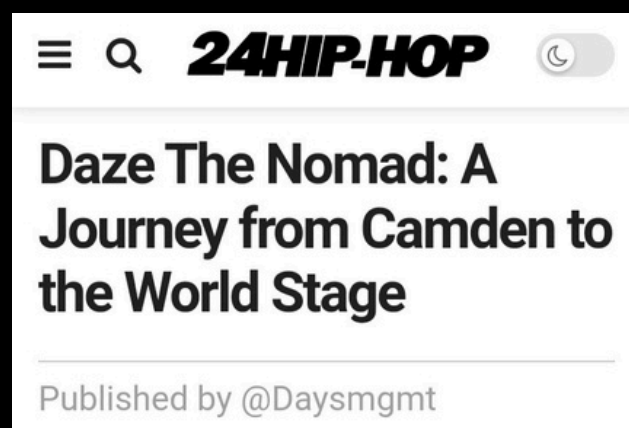 24HIP-HOP
Daze The Nomad: A
Journey from Camden to
the World Stage
Published by @Daysmgmt